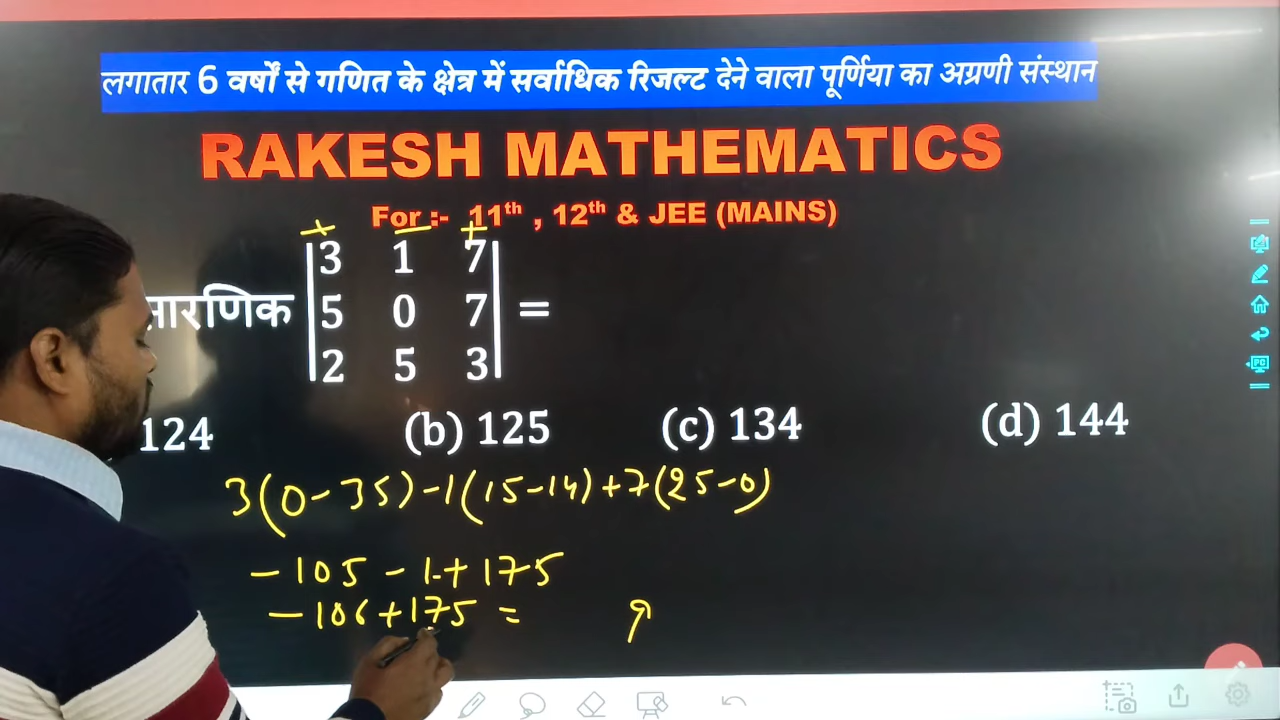 लगातार 6 वर्षों से गणित के क्षेत्र में सर्वाधिक रिजल्ट देने वाला पूर्णिया का अग्रणी संस्थान
RAKESH MATHEMATICS
For :- 11th , 12th & JEE (MAINS)
+ − +
3 1 7
सारणिक 5 0 7 =
2 5 3
124 (b) 125 (c) 134 (d) 144
3(0-35)-1(15-14)+7(25-0)
-105-1+175
-106+175=